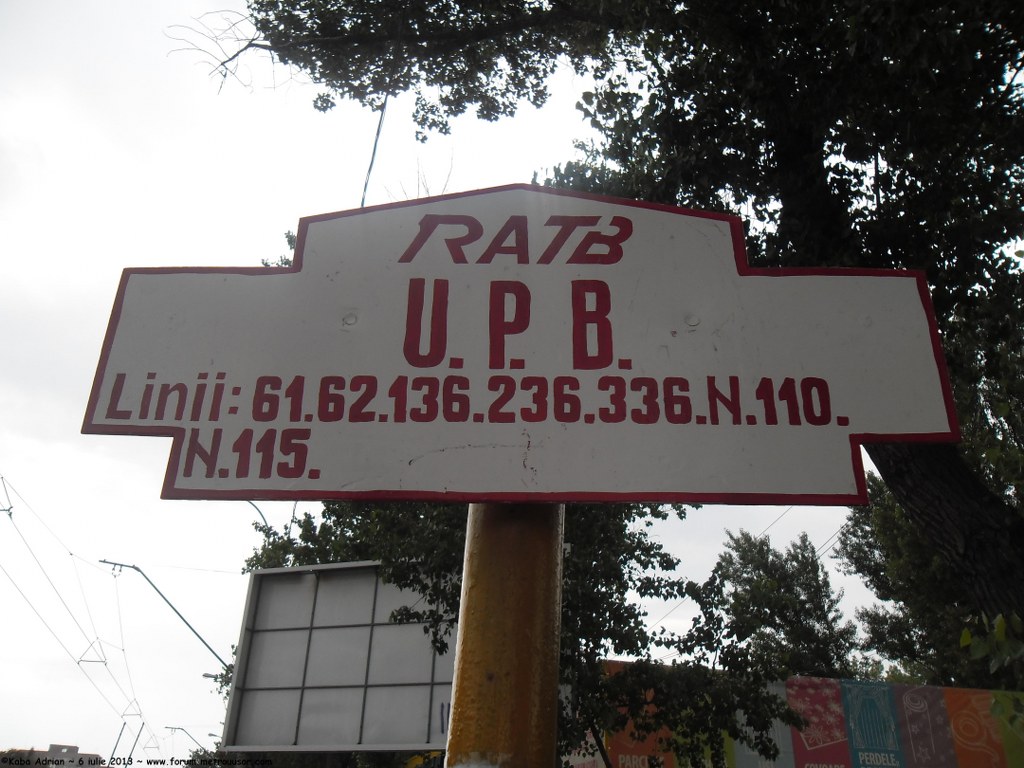 RATB
U. P. B.
Linii: 61.62.136.236.336.N.110.
N.115.
PERDELE
©Kaba Adrian ~ 6 iulie 2013 ~ www.forum.metrouusor.com